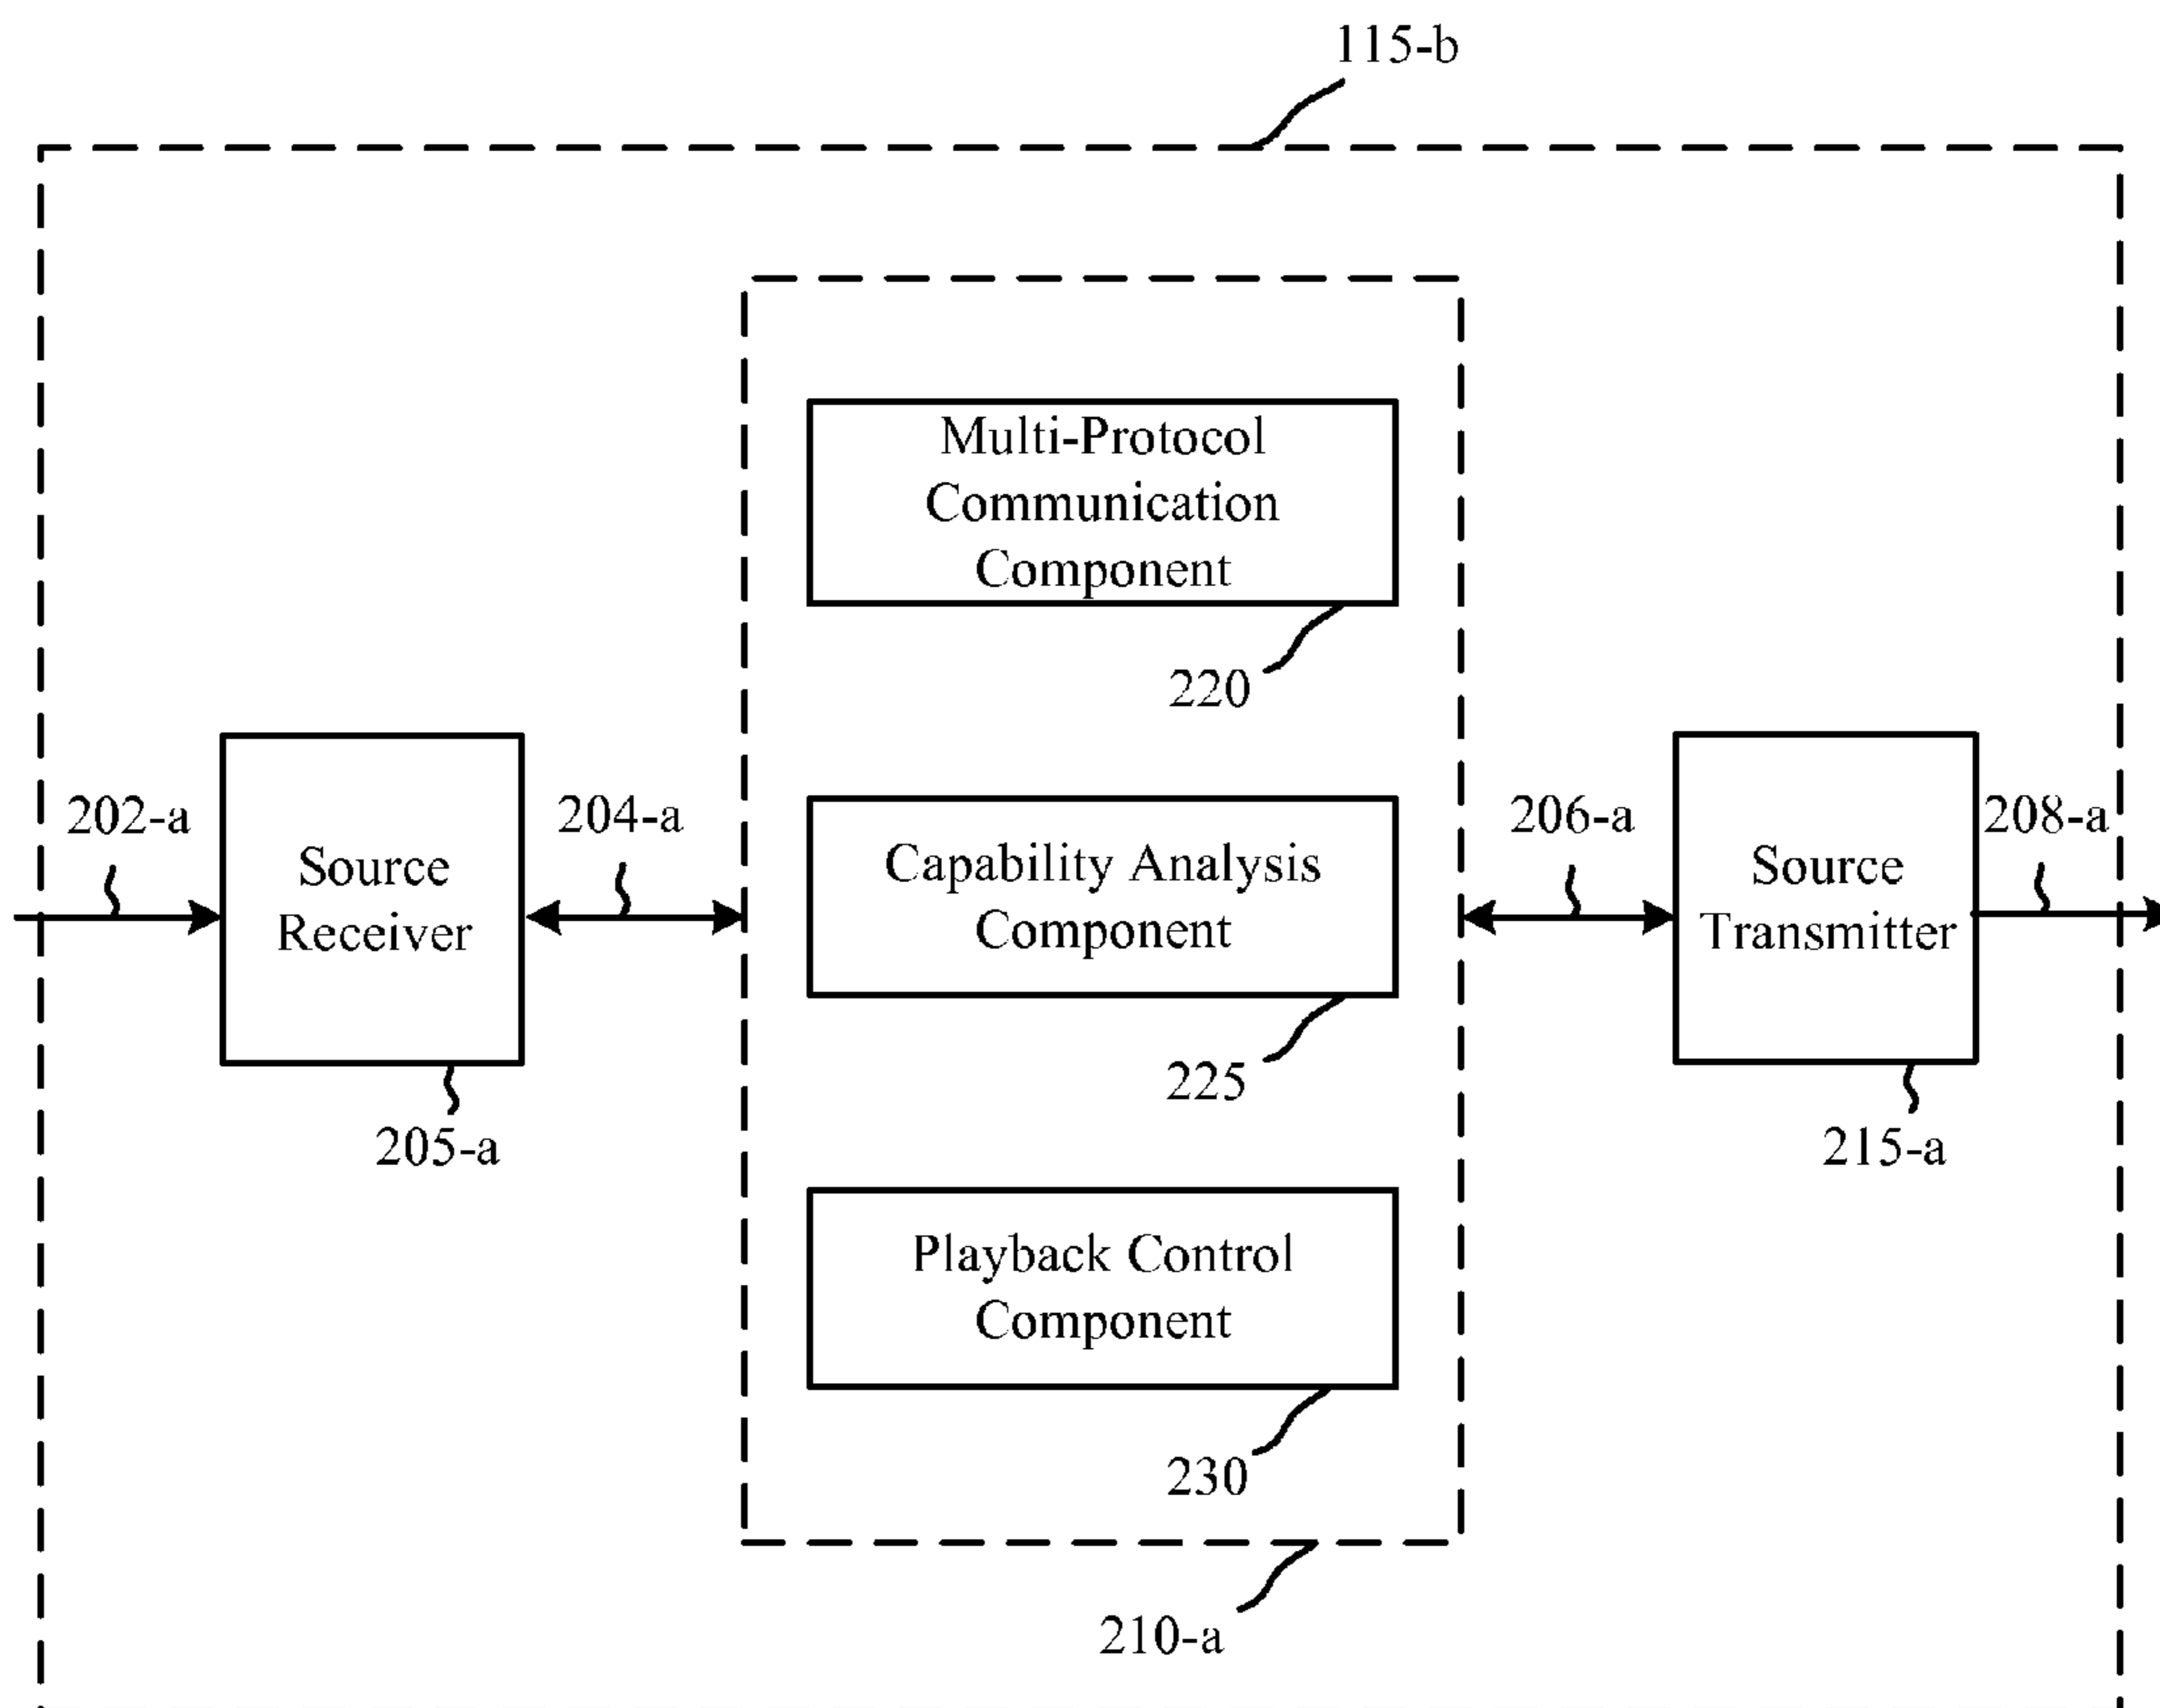 115-b
Multi-Protocol
Communication
Component
220
202-a
204-a
206-a
208-a
Source
Receiver
Capability Analysis
Component
Source
Transmitter
225
205-a
215-a
Playback Control
Component
230
210-a